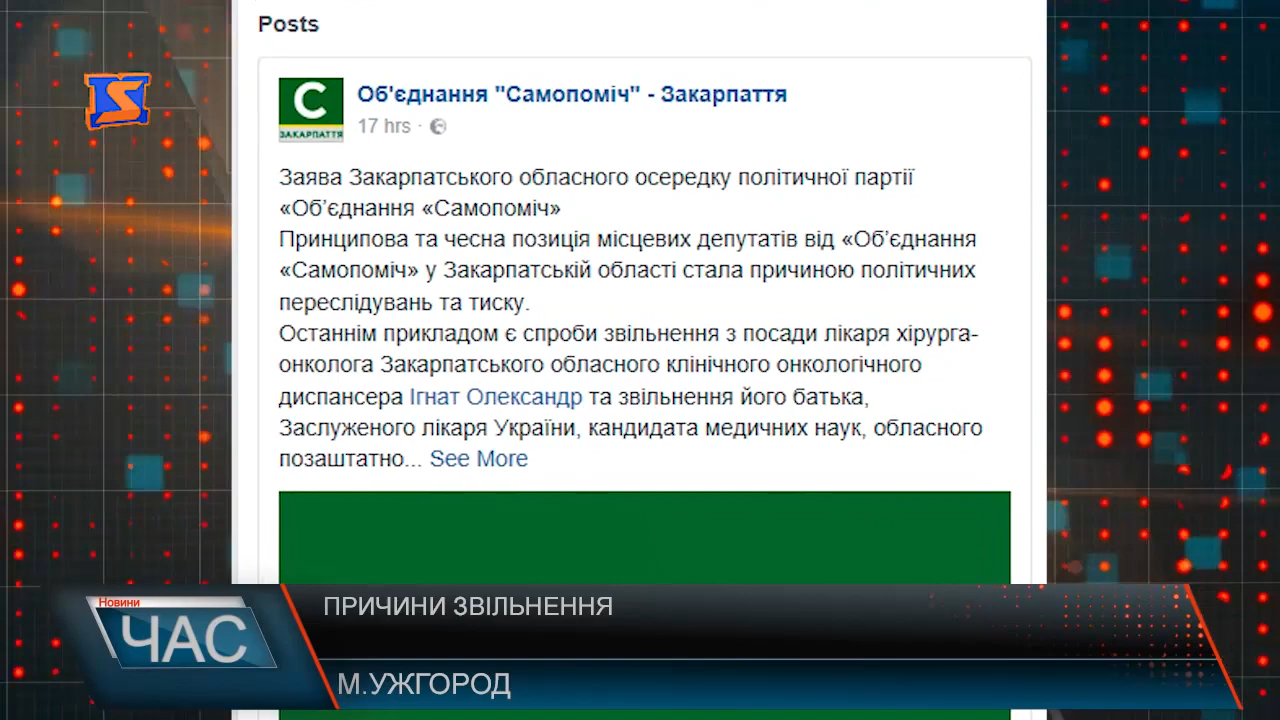 Posts
С
ЗАКАРПАТТЯ
Об'єднання "Самопоміч" - Закарпаття
17 hrs ·
Заява Закарпатського обласного осередку політичної партії
«Об’єднання «Самопоміч»
Принципова та чесна позиція місцевих депутатів від «Об’єднання
«Самопоміч» у Закарпатській області стала причиною політичних
переслідувань та тиску.
Останнім прикладом є спроби звільнення з посади лікаря хірурга-
онколога Закарпатського обласного клінічного онкологічного
диспансера Ігнат Олександр та звільнення його батька,
Заслуженого лікаря України, кандидата медичних наук, обласного
позаштатно... See More
Новини
ЧАС
ПРИЧИНИ ЗВІЛЬНЕННЯ
М.УЖГОРОД